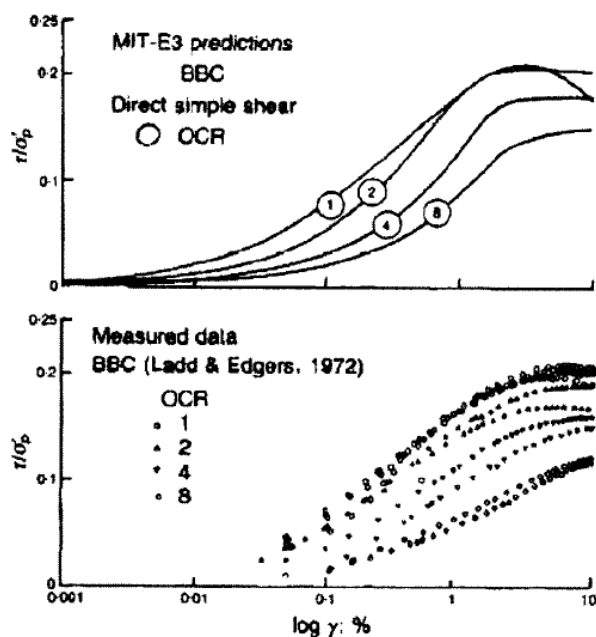 0·25
MIT-E3 predictions
0·2
BBC
Direct simple shear
OCR
τ/σ'p
0·1
1
2
4
8
0
0·25
Measured data
BBC (Ladd & Edgers, 1972)
0·2
OCR
1
2
τ/σ'p
4
0·1
8
0
0·001
0·01
0·1
1
10
log γ: %